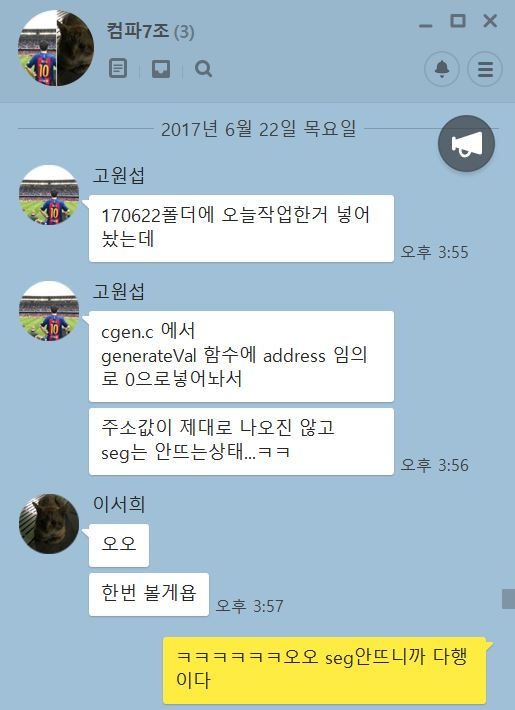 컴파7조 (3)
2017년 6월 22일 목요일
고원섭
170622폴더에 오늘작업한거 넣어
놨는데
오후 3:55
고원섭
cgen.c 에서
generateVal 함수에 address 임의
로 0으로넣어놔서
주소값이 제대로 나오진 않고
seg는 안뜨는상태...ㅋㅋ
오후 3:56
이서희
오오
한번 볼게욥
오후 3:57
ㅋㅋㅋㅋㅋㅋ오오 seg안뜨니까 다행
이다